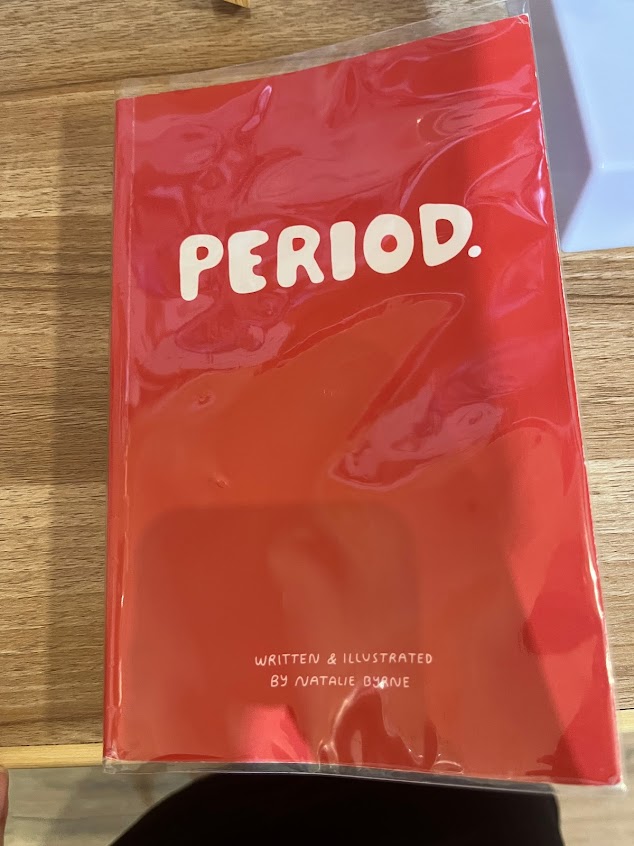 PERIOD.
WRITTEN & ILLUSTRATED
BY NATALIE BYRNE